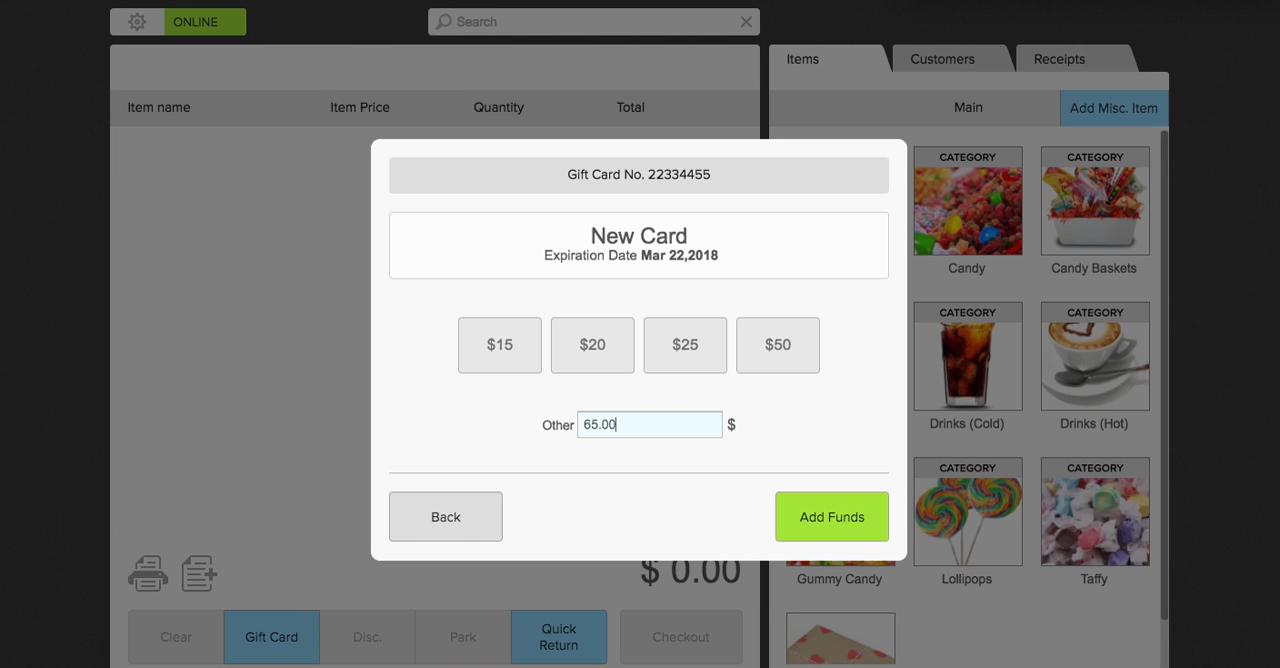 ONLINE
Search
Items
Customers
Receipts
Item name
Item Price
Quantity
Total
Main
Add Misc. Item
Gift Card No. 22334455
New Card
Expiration Date Mar 22,2018
$15
$20
$25
$50
Other 65.00 $
Back
Add Funds
CATEGORY
CATEGORY
Candy
Candy Baskets
CATEGORY
CATEGORY
Drinks (Cold)
Drinks (Hot)
CATEGORY
CATEGORY
Gummy Candy
Lollipops
Taffy
$ 0.00
Clear
Gift Card
Disc.
Park
Quick
Return
Checkout